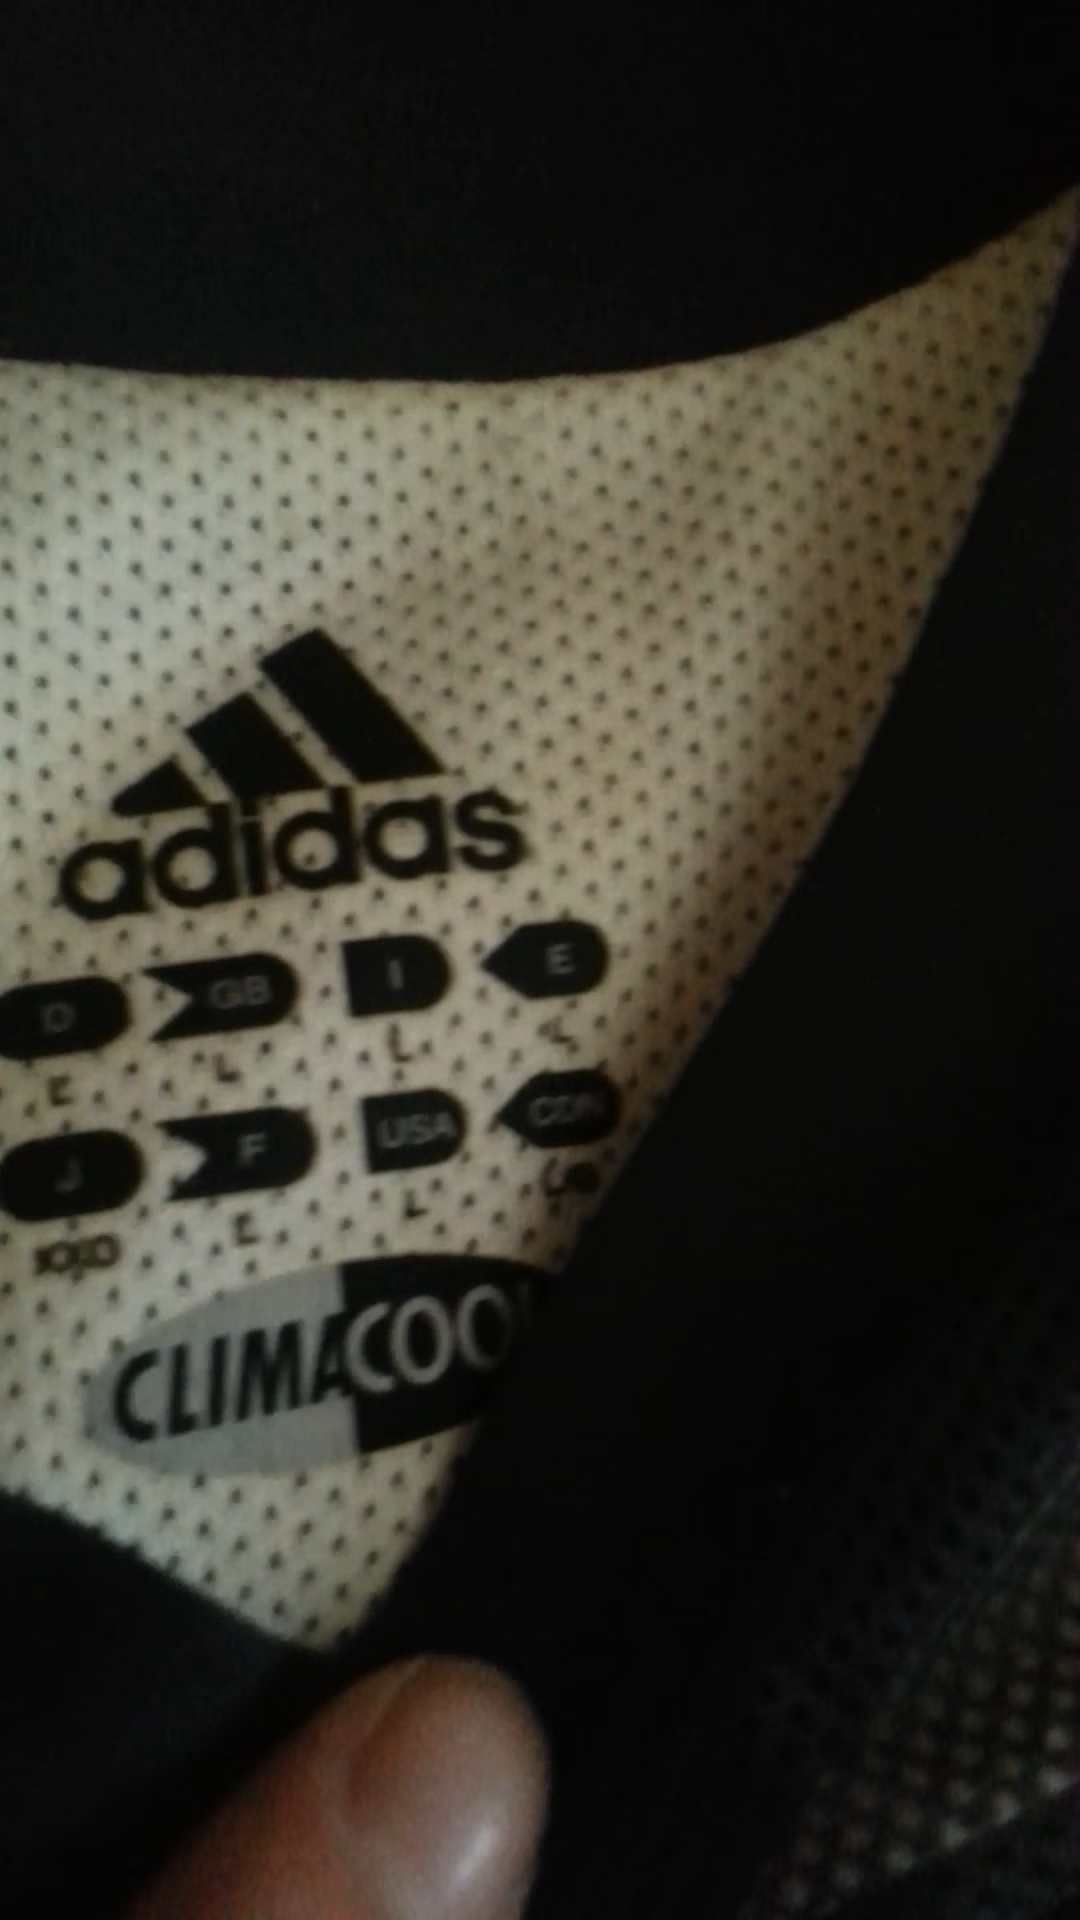 adidas
D GB I E
E L L L
J F USA CDN
E L
CLIMACOO